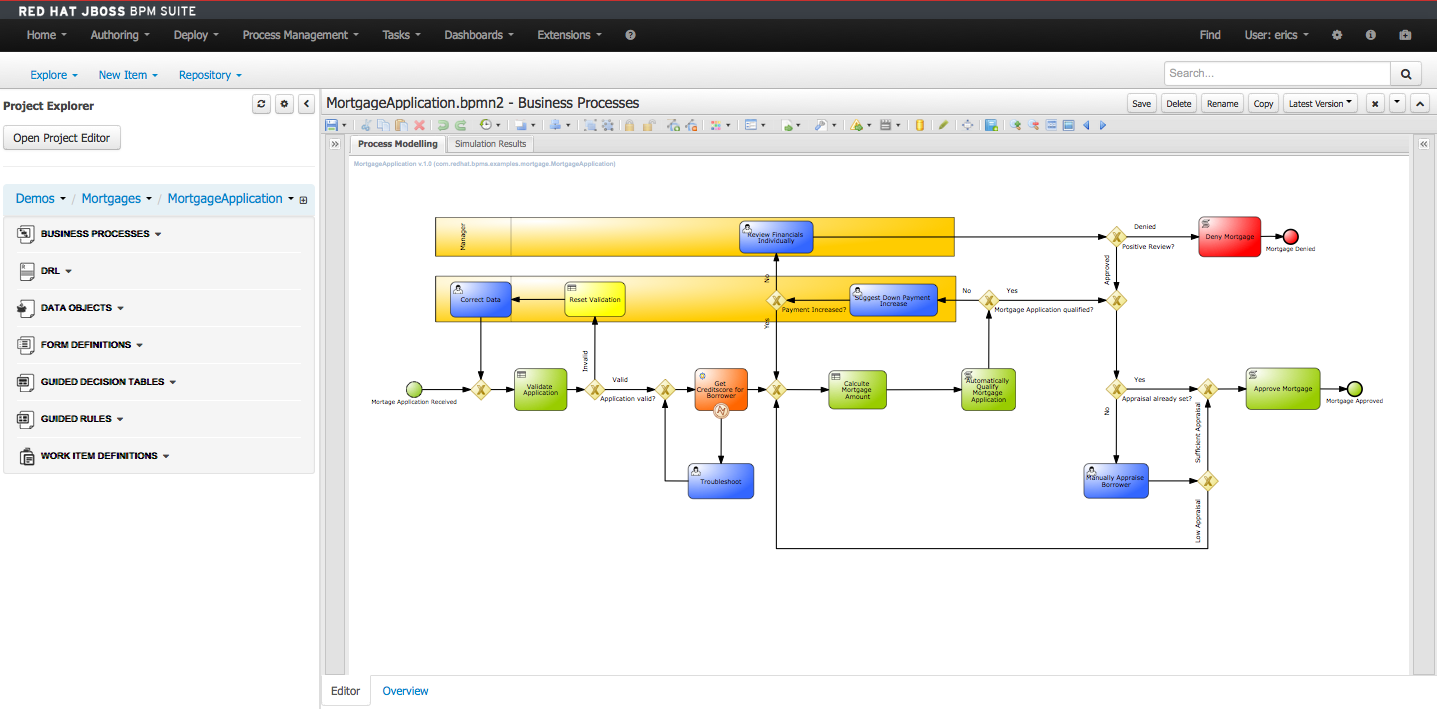 RED HAT JBOSS BPM SUITE
Home Authoring Deploy Process Management Tasks Dashboards Extensions Find User: erics
Explore New Item Repository Search...
Project Explorer
Open Project Editor
Demos / Mortgages / MortgageApplication
BUSINESS PROCESSES
DRL
DATA OBJECTS
FORM DEFINITIONS
GUIDED DECISION TABLES
GUIDED RULES
WORK ITEM DEFINITIONS
MortgageApplication.bpmn2 - Business Processes
Save Delete Rename Copy Latest Version
Process Modelling Simulation Results
MortgageApplication v.1.0 (com.redhat.bpms.examples.mortgage.MortgageApplication)
Manager
Review Financials
Individually
Denied
Positive Review?
Deny Mortgage
Mortgage Denied
Approved
No
Correct Data
Reset Validation
Payment Increased?
Suggest Down Payment
Increase
No
Yes
Mortgage Application qualified?
Yes
Invalid
Mortage Application Received
Validate
Application
Valid
Application valid?
Get
Creditscore for
Borrower
Calculte
Mortgage
Amount
Automatically
Qualify
Mortgage
Application
Yes
Appraisal already set?
No
Approve Mortgage
Mortgage Approved
Sufficient Appraisal
Troubleshoot
Manually Appraise
Borrower
Low Appraisal
Editor Overview